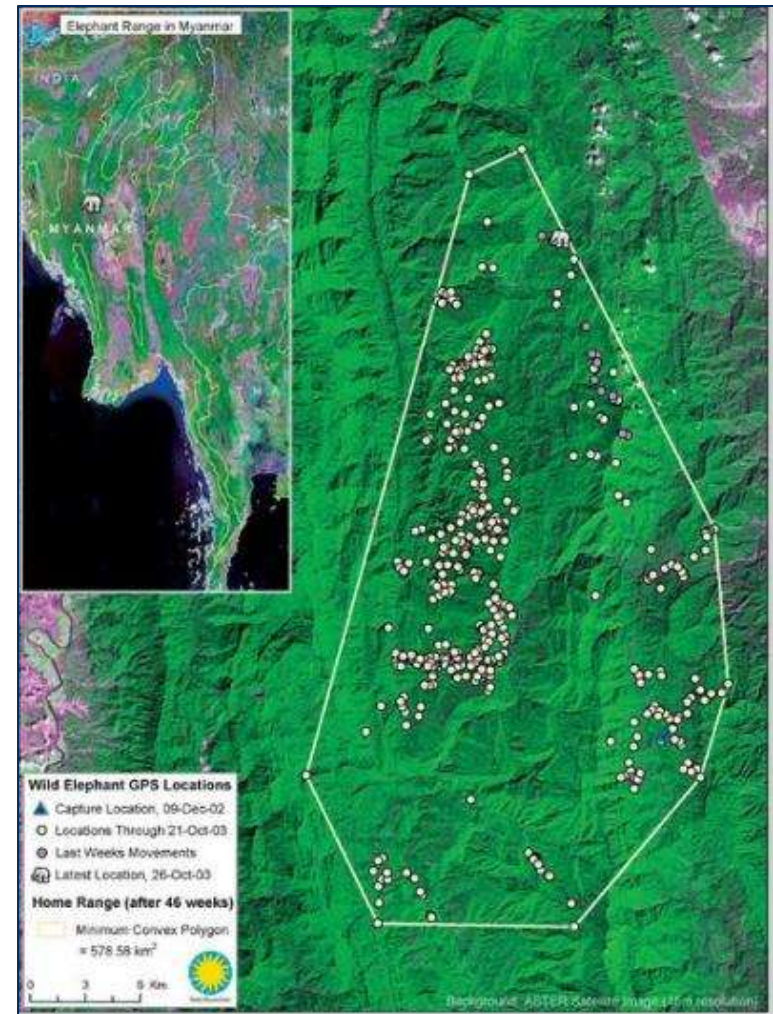 Elephant Range in Myanmar
INDIA
MYANMAR
Wild Elephant GPS Locations
Capture Location, 09-Dec-02
Locations Through 21-Oct-03
Last Weeks Movements
Latest Location, 26-Oct-03
Home Range (after 46 weeks)
Minimum Convex Polygon
= 578.58 km²
0 3 6 Km.
Background: ASTER Satellite Image (15m resolution)